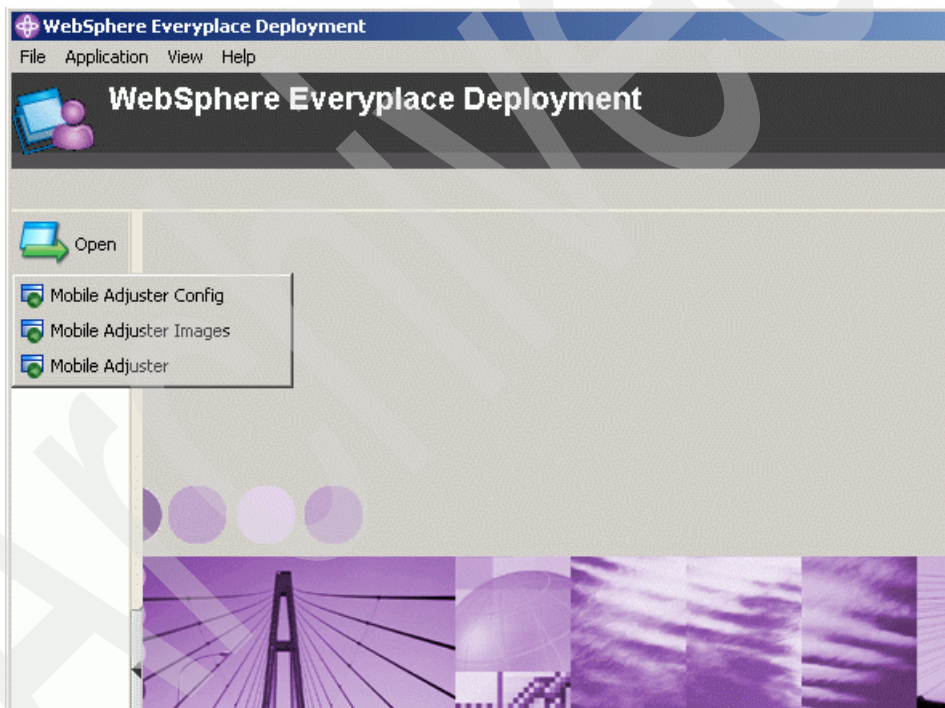 WebSphere Everyplace Deployment
File Application View Help
WebSphere Everyplace Deployment
Open
Mobile Adjuster Config
Mobile Adjuster Images
Mobile Adjuster